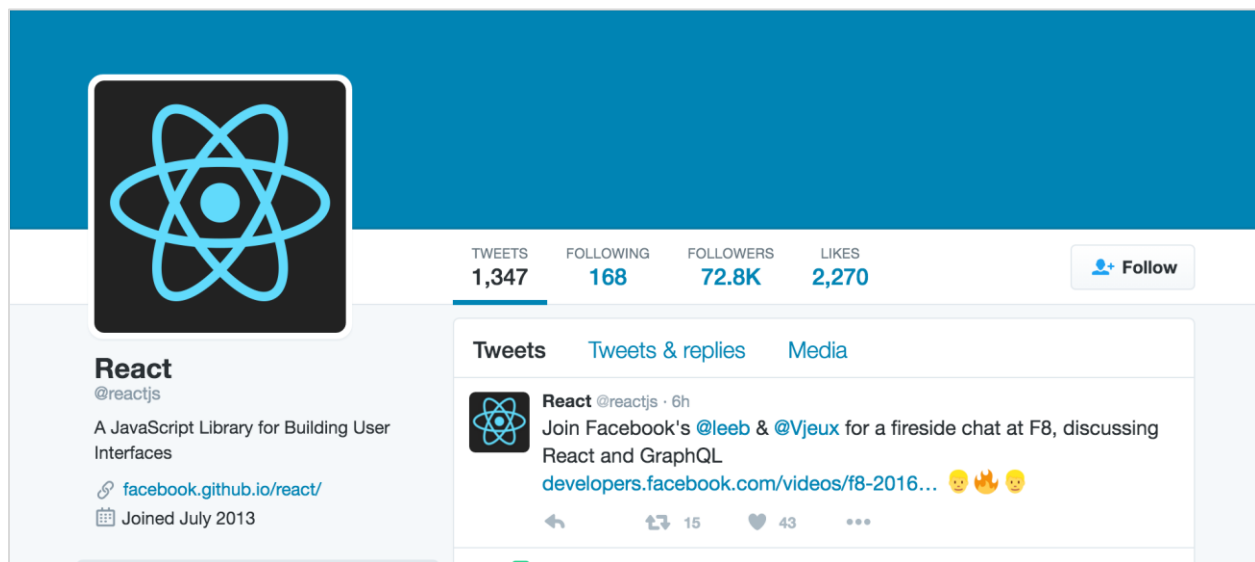 TWEETS FOLLOWING FOLLOWERS LIKES
1,347 168 72.8K 2,270
Follow
React
@reactjs
A JavaScript Library for Building User
Interfaces
facebook.github.io/react/
Joined July 2013
Tweets Tweets & replies Media
React @reactjs · 6h
Join Facebook's @leeb & @Vjeux for a fireside chat at F8, discussing
React and GraphQL
developers.facebook.com/videos/f8-2016… 👱🔥👱
15 43